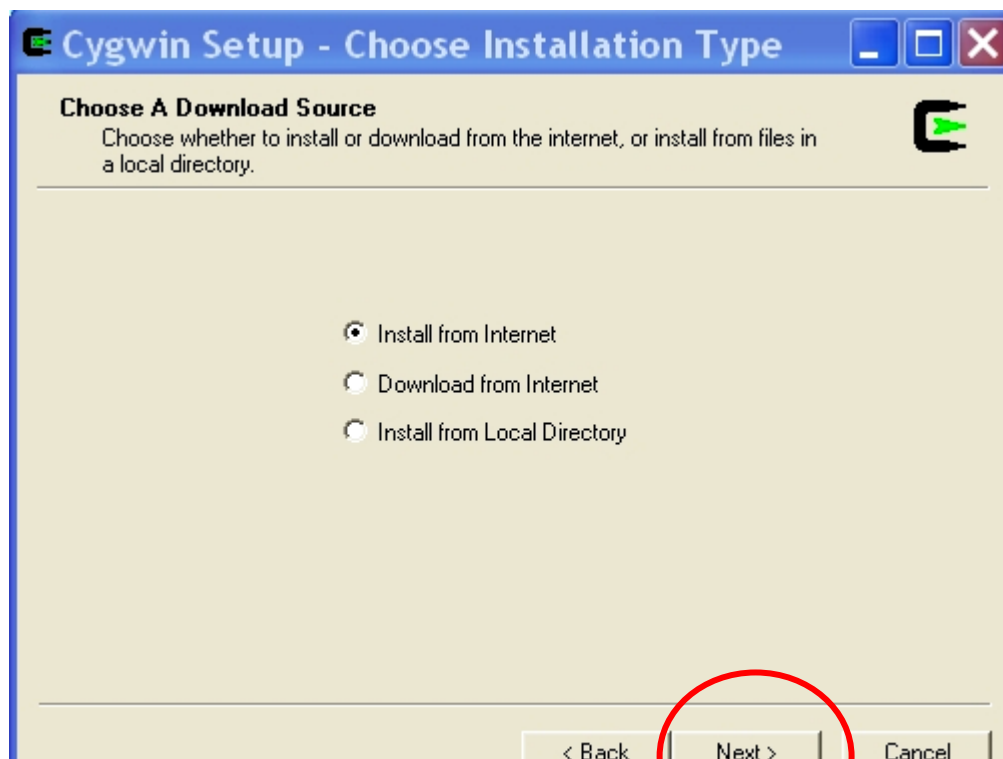 Cygwin Setup - Choose Installation Type
Choose A Download Source
Choose whether to install or download from the internet, or install from files in
a local directory.
Install from Internet
Download from Internet
Install from Local Directory
< Back Next > Cancel